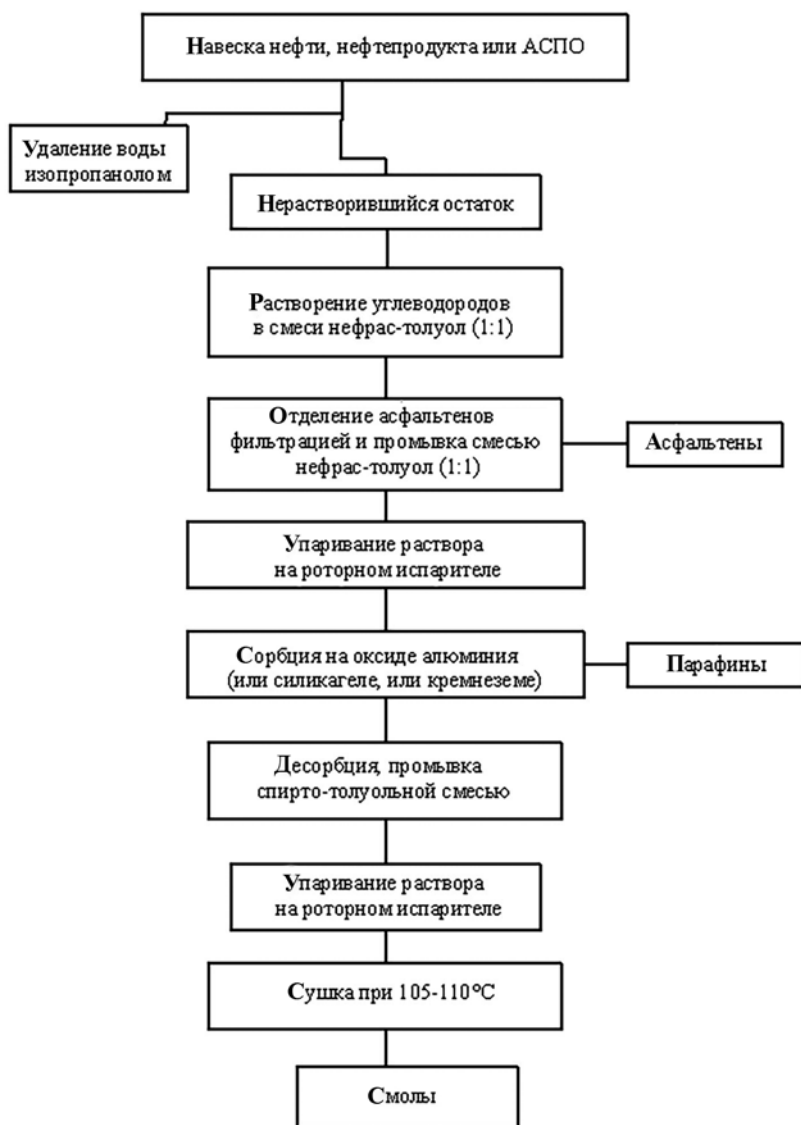 Навеска нефти, нефтепродукта или АСПО
Удаление воды
изопропанолом
Нерастворившийся остаток
Растворение углеводородов
в смеси нефрас-толуол (1:1)
Отделение асфальтенов
фильтрацией и промывка смесью
нефрас-толуол (1:1)
Асфальтены
Упаривание раствора
на роторном испарителе
Сорбция на оксиде алюминия
(или силикагеле, или кремнеземе)
Парафины
Десорбция, промывка
спирто-толуольной смесью
Упаривание раствора
на роторном испарителе
Сушка при 105-110°С
Смолы